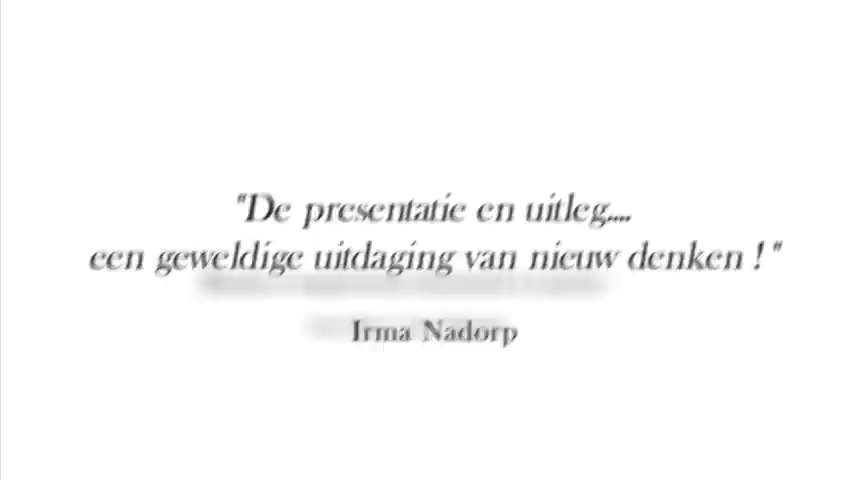 "De presentatie en uitleg....
een geweldige uitdaging van nieuw denken ! "
Irma Nadorp